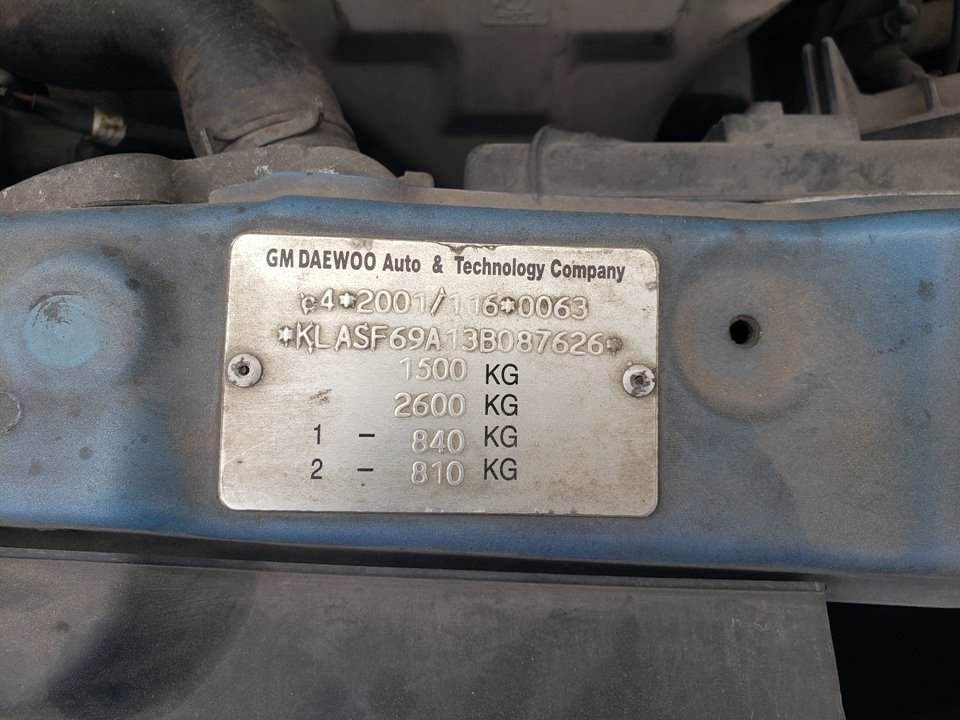 GM DAEWOO Auto & Technology Company
e4*2001/116*0063
*KLASF69A13B087626*
1500 KG
2600 KG
1 – 840 KG
2 – 810 KG